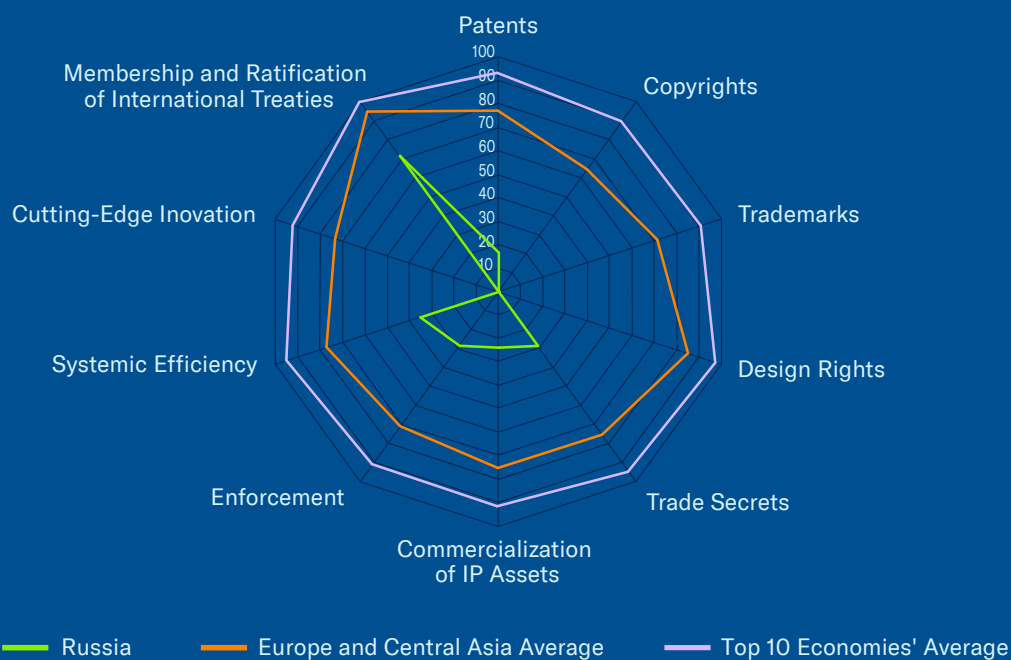 Patents
100
90
80
70
60
50
40
30
20
10
Membership and Ratification
of International Treaties
Copyrights
Cutting-Edge Inovation
Trademarks
Systemic Efficiency
Design Rights
Enforcement
Trade Secrets
Commercialization
of IP Assets
Russia
Europe and Central Asia Average
Top 10 Economies' Average